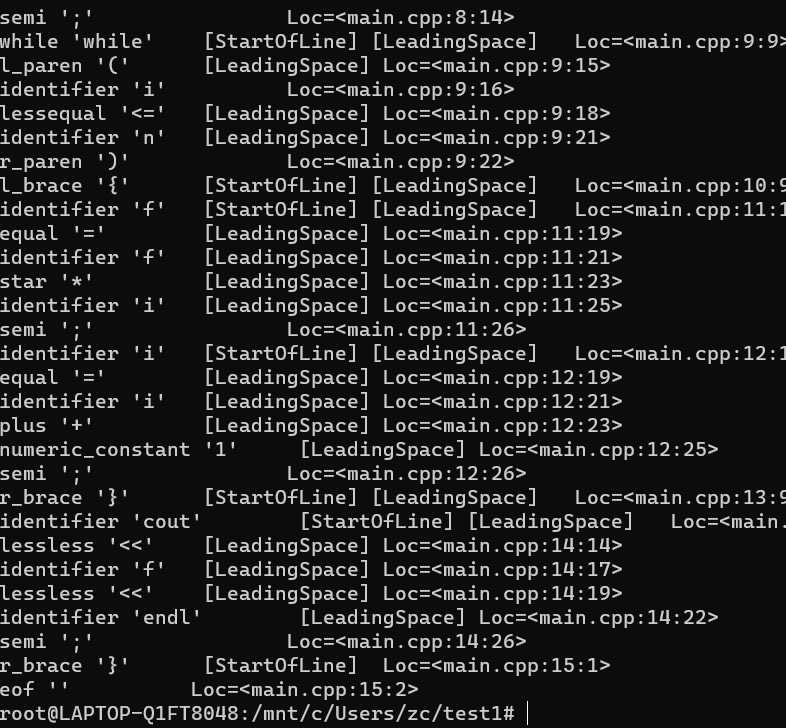 semi ';' Loc=<main.cpp:8:14>
while 'while' [StartOfLine] [LeadingSpace] Loc=<main.cpp:9:9>
l_paren '(' [LeadingSpace] Loc=<main.cpp:9:15>
identifier 'i' Loc=<main.cpp:9:16>
lessequal '<=' [LeadingSpace] Loc=<main.cpp:9:18>
identifier 'n' [LeadingSpace] Loc=<main.cpp:9:21>
r_paren ')' Loc=<main.cpp:9:22>
l_brace '{' [StartOfLine] [LeadingSpace] Loc=<main.cpp:10:9
identifier 'f' [StartOfLine] [LeadingSpace] Loc=<main.cpp:11:1
equal '=' [LeadingSpace] Loc=<main.cpp:11:19>
identifier 'f' [LeadingSpace] Loc=<main.cpp:11:21>
star '*' [LeadingSpace] Loc=<main.cpp:11:23>
identifier 'i' [LeadingSpace] Loc=<main.cpp:11:25>
semi ';' Loc=<main.cpp:11:26>
identifier 'i' [StartOfLine] [LeadingSpace] Loc=<main.cpp:12:1
equal '=' [LeadingSpace] Loc=<main.cpp:12:19>
identifier 'i' [LeadingSpace] Loc=<main.cpp:12:21>
plus '+' [LeadingSpace] Loc=<main.cpp:12:23>
numeric_constant '1' [LeadingSpace] Loc=<main.cpp:12:25>
semi ';' Loc=<main.cpp:12:26>
r_brace '}' [StartOfLine] [LeadingSpace] Loc=<main.cpp:13:9
identifier 'cout' [StartOfLine] [LeadingSpace] Loc=<main.
lessless '<<' [LeadingSpace] Loc=<main.cpp:14:14>
identifier 'f' [LeadingSpace] Loc=<main.cpp:14:17>
lessless '<<' [LeadingSpace] Loc=<main.cpp:14:19>
identifier 'endl' [LeadingSpace] Loc=<main.cpp:14:22>
semi ';' Loc=<main.cpp:14:26>
r_brace '}' [StartOfLine] Loc=<main.cpp:15:1>
eof '' Loc=<main.cpp:15:2>
root@LAPTOP-Q1FT8048:/mnt/c/Users/zc/test1#